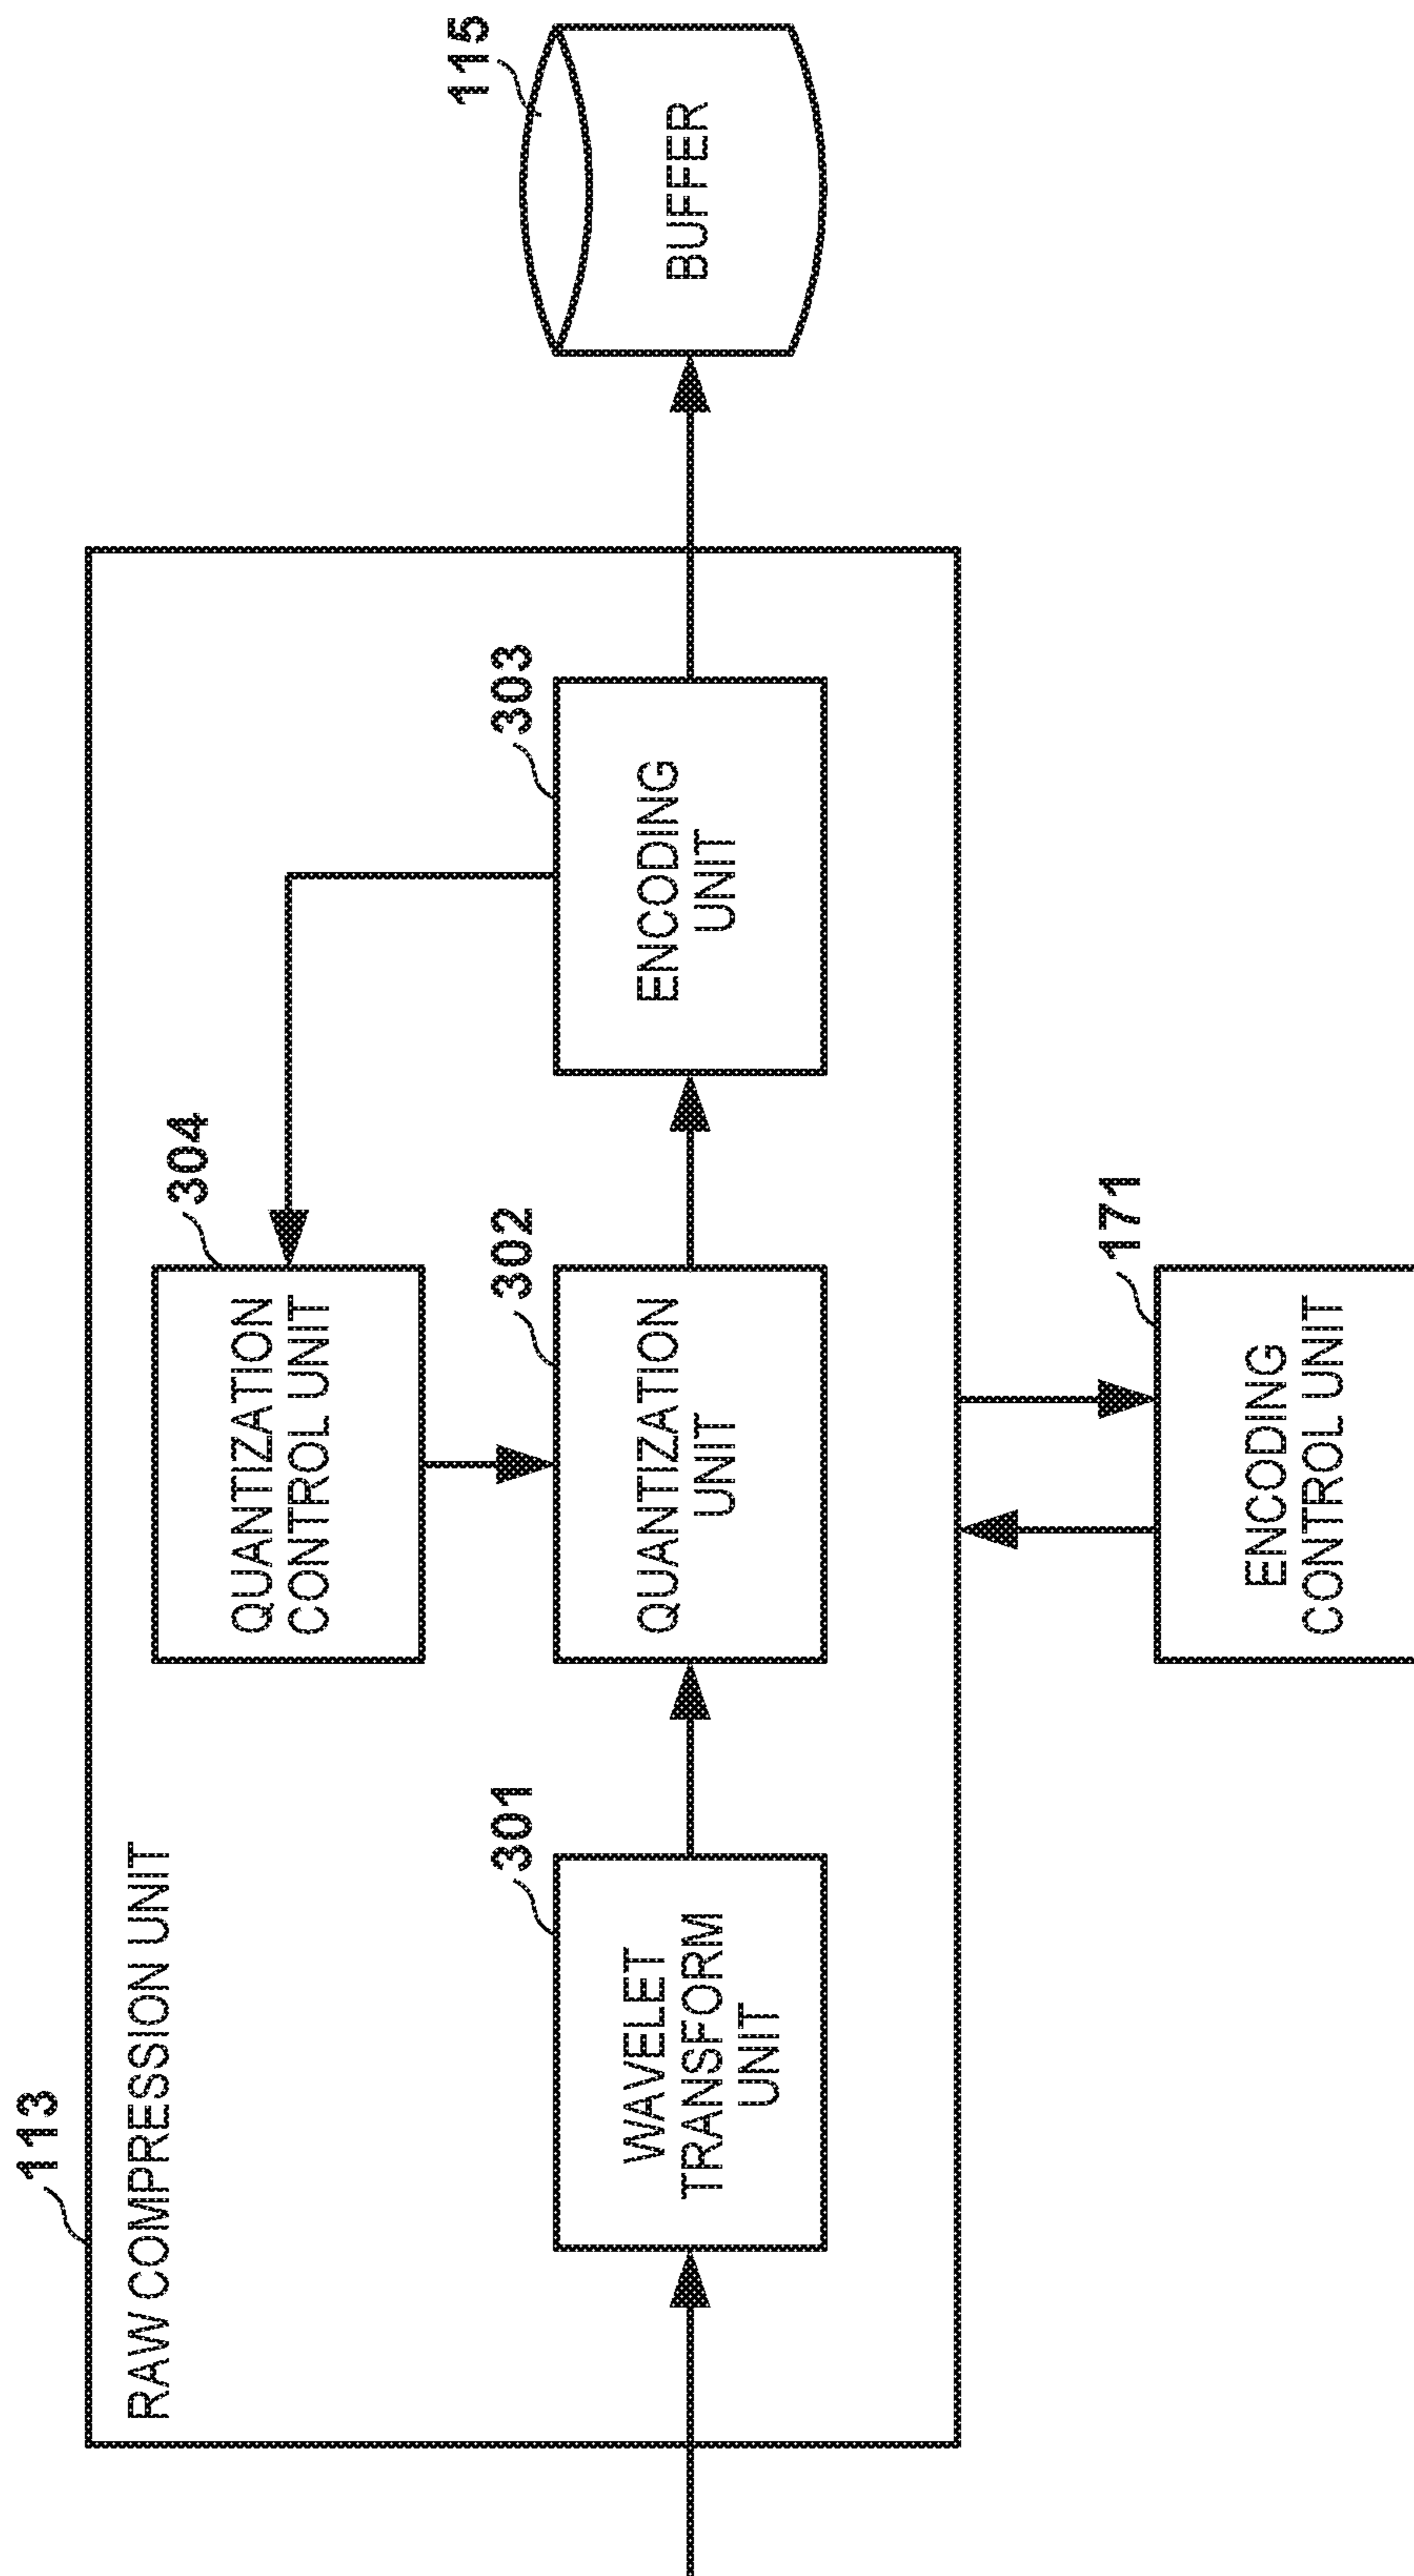 113
RAW COMPRESSION UNIT
304
QUANTIZATION
CONTROL UNIT
301
WAVELET
TRANSFORM
UNIT
302
QUANTIZATION
UNIT
303
ENCODING
UNIT
115
BUFFER
171
ENCODING
CONTROL UNIT